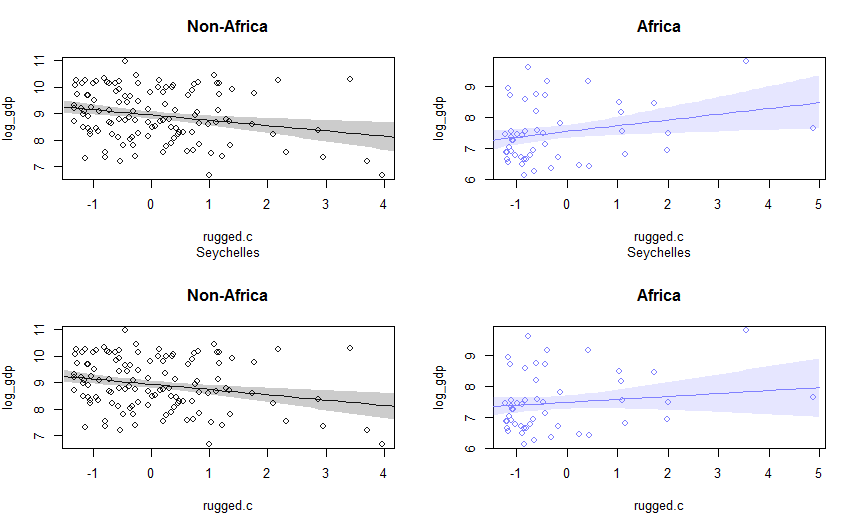 Non-Africa
11
10
9
8
7
log_gdp
-1 0 1 2 3 4
rugged.c
Seychelles
Africa
9
8
7
6
log_gdp
-1 0 1 2 3 4 5
rugged.c
Seychelles
Non-Africa
11
10
9
8
7
log_gdp
-1 0 1 2 3 4
rugged.c
Africa
9
8
7
6
log_gdp
-1 0 1 2 3 4 5
rugged.c